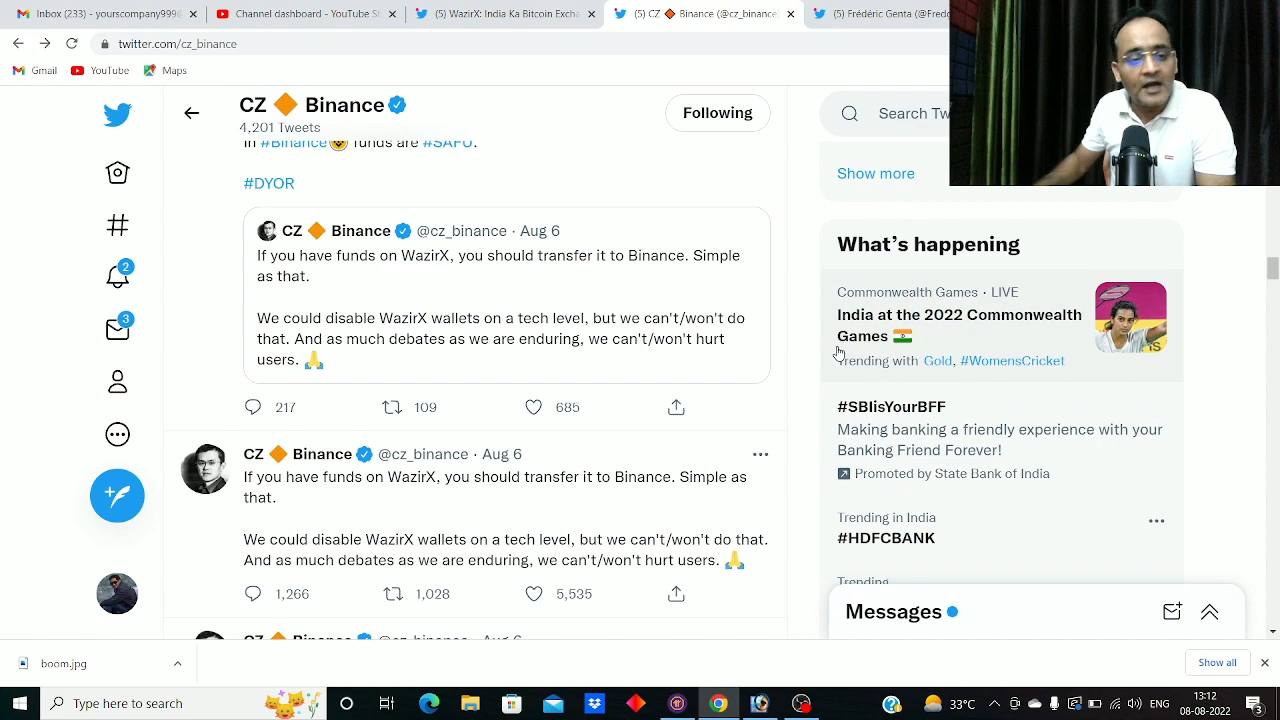 Inbox (233) - yourcompany999@
Dashboard - YouTube St
(5) WazirX: India Ka Bitcoin Excha
(5) CZ 🔶 Binance (@cz_binance
(5) Frédéric Genta (@Fred
twitter.com/cz_binance
Gmail YouTube Maps
CZ 🔶 Binance
4,201 Tweets
Following
Search Tw
in #Binance funds are #SAFU.
#DYOR
CZ 🔶 Binance @cz_binance · Aug 6
If you have funds on WazirX, you should transfer it to Binance. Simple
as that.
We could disable WazirX wallets on a tech level, but we can't/won't do
that. And as much debates as we are enduring, we can't/won't hurt
users. 🙏
217 109 685
CZ 🔶 Binance @cz_binance · Aug 6
If you have funds on WazirX, you should transfer it to Binance. Simple as
that.
We could disable WazirX wallets on a tech level, but we can't/won't do that.
And as much debates as we are enduring, we can't/won't hurt users. 🙏
1,266 1,028 5,535
CZ 🔶 Binance @cz_binance · Aug 6
2
3
Show more
What's happening
Commonwealth Games · LIVE
India at the 2022 Commonwealth
Games 🇮🇳
Trending with Gold, #WomensCricket
#SBIisYourBFF
Making banking a friendly experience with your
Banking Friend Forever!
Promoted by State Bank of India
Trending in India
#HDFCBANK
Trending
Messages
boom.jpg
Show all
Type here to search
33°C
13:12
08-08-2022
3